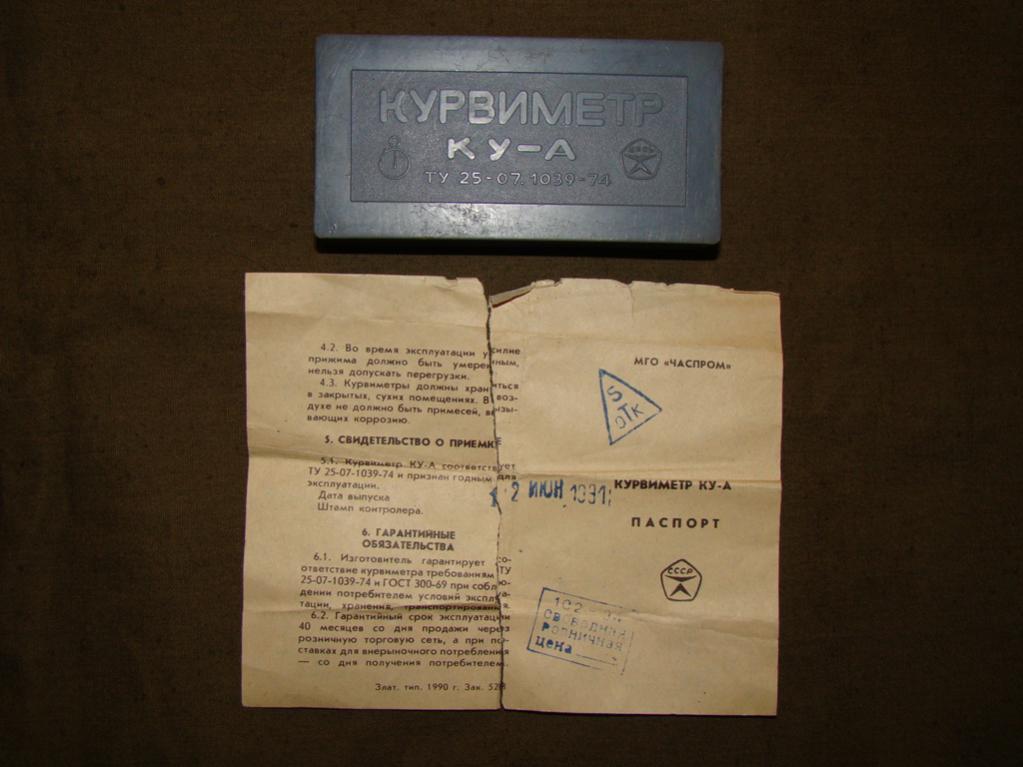 КУРВИМЕТР
КУ-А
ТУ 25-07.1039-74
4.2. Во время эксплуатации усилие
прижима должно быть умеренным,
нельзя допускать перегрузки.
4.3. Курвиметры должны храниться
в закрытых, сухих помещениях. В воз-
духе не должно быть примесей, вызы-
вающих коррозию.
5. СВИДЕТЕЛЬСТВО О ПРИЕМКЕ
5.1. Курвиметр КУ-А соответствует
ТУ 25-07-1039-74 и признан годным для
эксплуатации.
Дата выпуска
Штамп контролера.
6. ГАРАНТИЙНЫЕ
ОБЯЗАТЕЛЬСТВА
6.1. Изготовитель гарантирует со-
ответствие курвиметра требованиям ТУ
25-07-1039-74 и ГОСТ 300-69 при соблю-
дении потребителем условий эксплуа-
тации, хранения, транспортирования.
6.2. Гарантийный срок эксплуатации
40 месяцев со дня продажи через
розничную торговую сеть, а при по-
ставках для внерыночного потребления
— со дня получения потребителем.
Злат. тип. 1990 г. Зак.
МГО «ЧАСПРОМ»
5
ОТК
2 ИЮН 1991
КУРВИМЕТР КУ-А
ПАСПОРТ
СССР
102
Свободная
розничная
цена